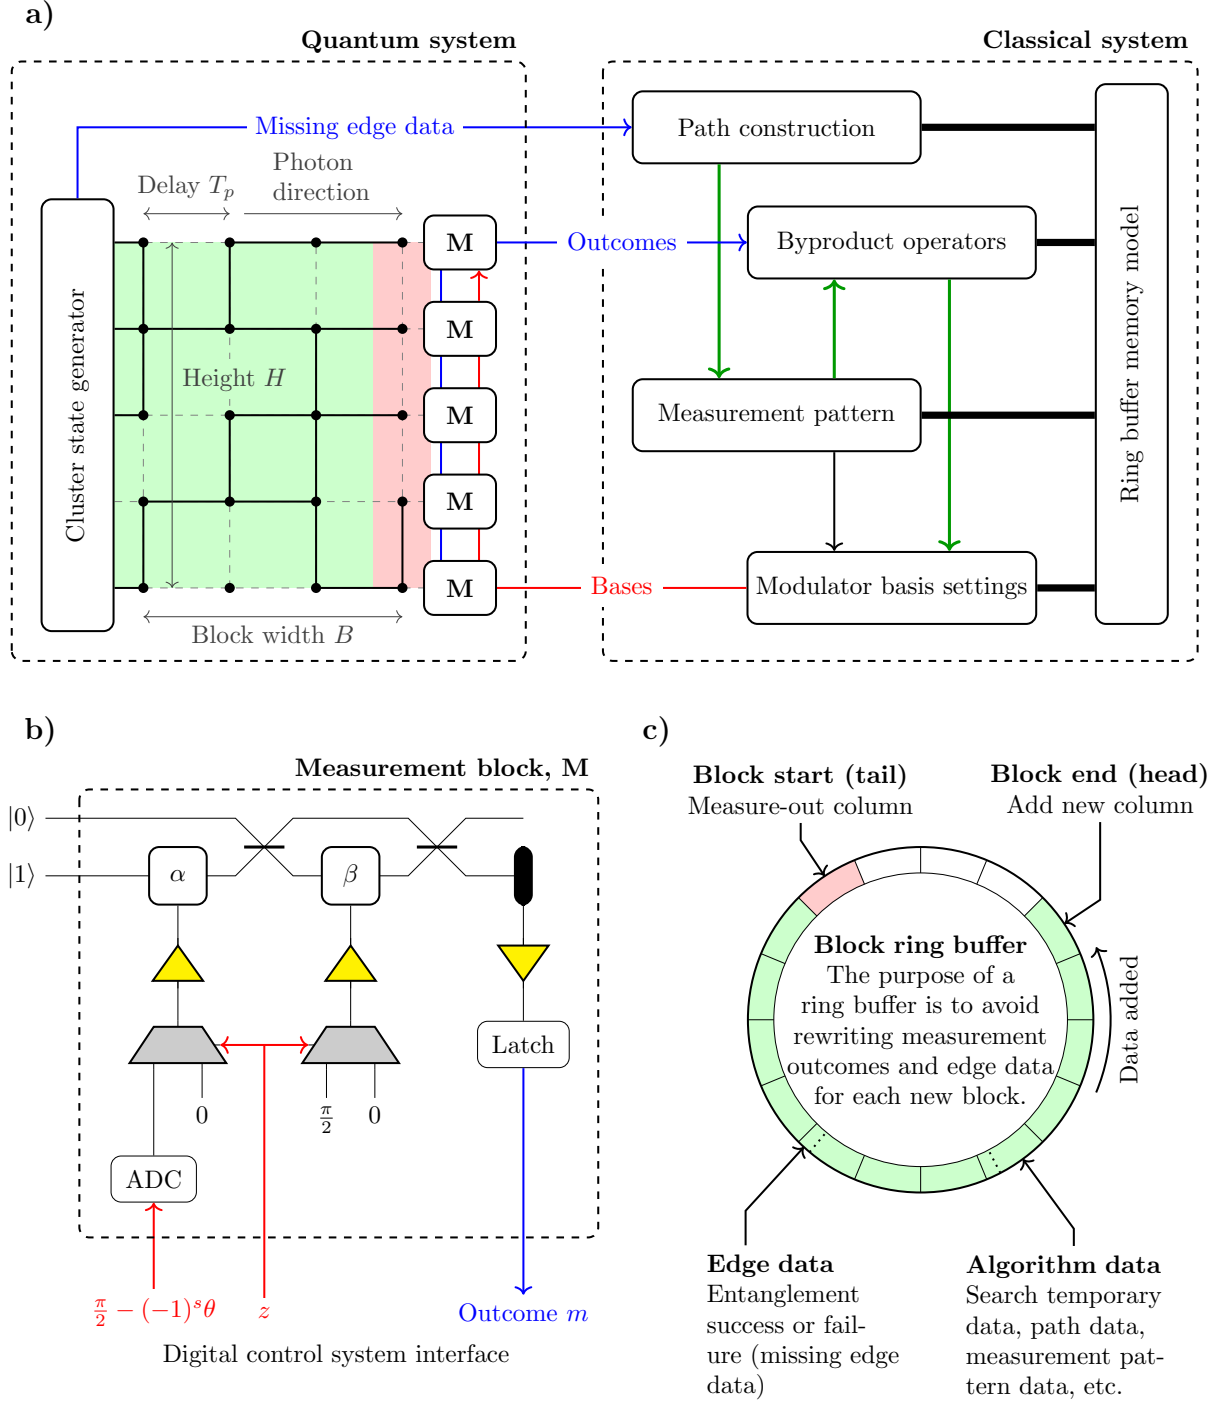 a)
Quantum system
Classical system
Missing edge data
Path construction
Photon
direction
Delay T_p
M
Outcomes
Byproduct operators
M
Height H
Cluster state generator
M
Measurement pattern
Ring buffer memory model
M
M
Bases
Modulator basis settings
Block width B
b)
Measurement block, M
|0⟩
|1⟩
α
β
Latch
0
π/2
0
ADC
π/2 − (−1)^s θ
z
Outcome m
Digital control system interface
c)
Block start (tail)
Measure-out column
Block end (head)
Add new column
Block ring buffer
The purpose of a
ring buffer is to avoid
rewriting measurement
outcomes and edge data
for each new block.
Data added
Edge data
Entanglement
success or fail-
ure (missing edge
data)
Algorithm data
Search temporary
data, path data,
measurement pat-
tern data, etc.